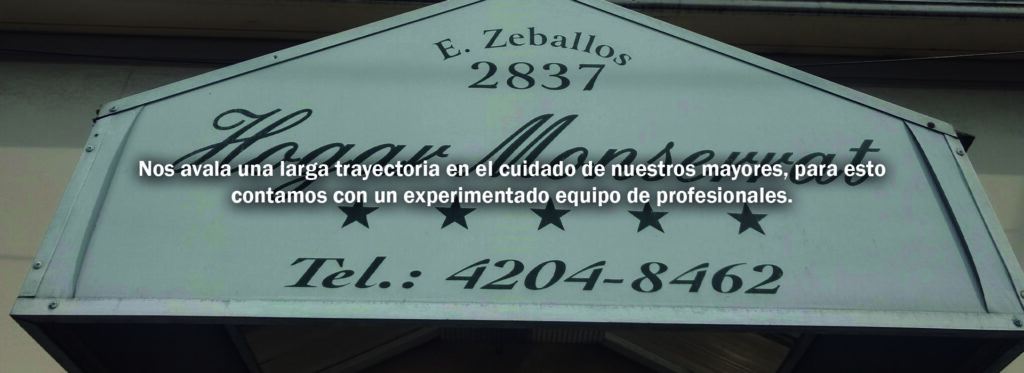 E. Zeballos
2837
Hogar Monserrat
Nos avala una larga trayectoria en el cuidado de nuestros mayores, para esto
contamos con un experimentado equipo de profesionales.
Tel.: 4204-8462